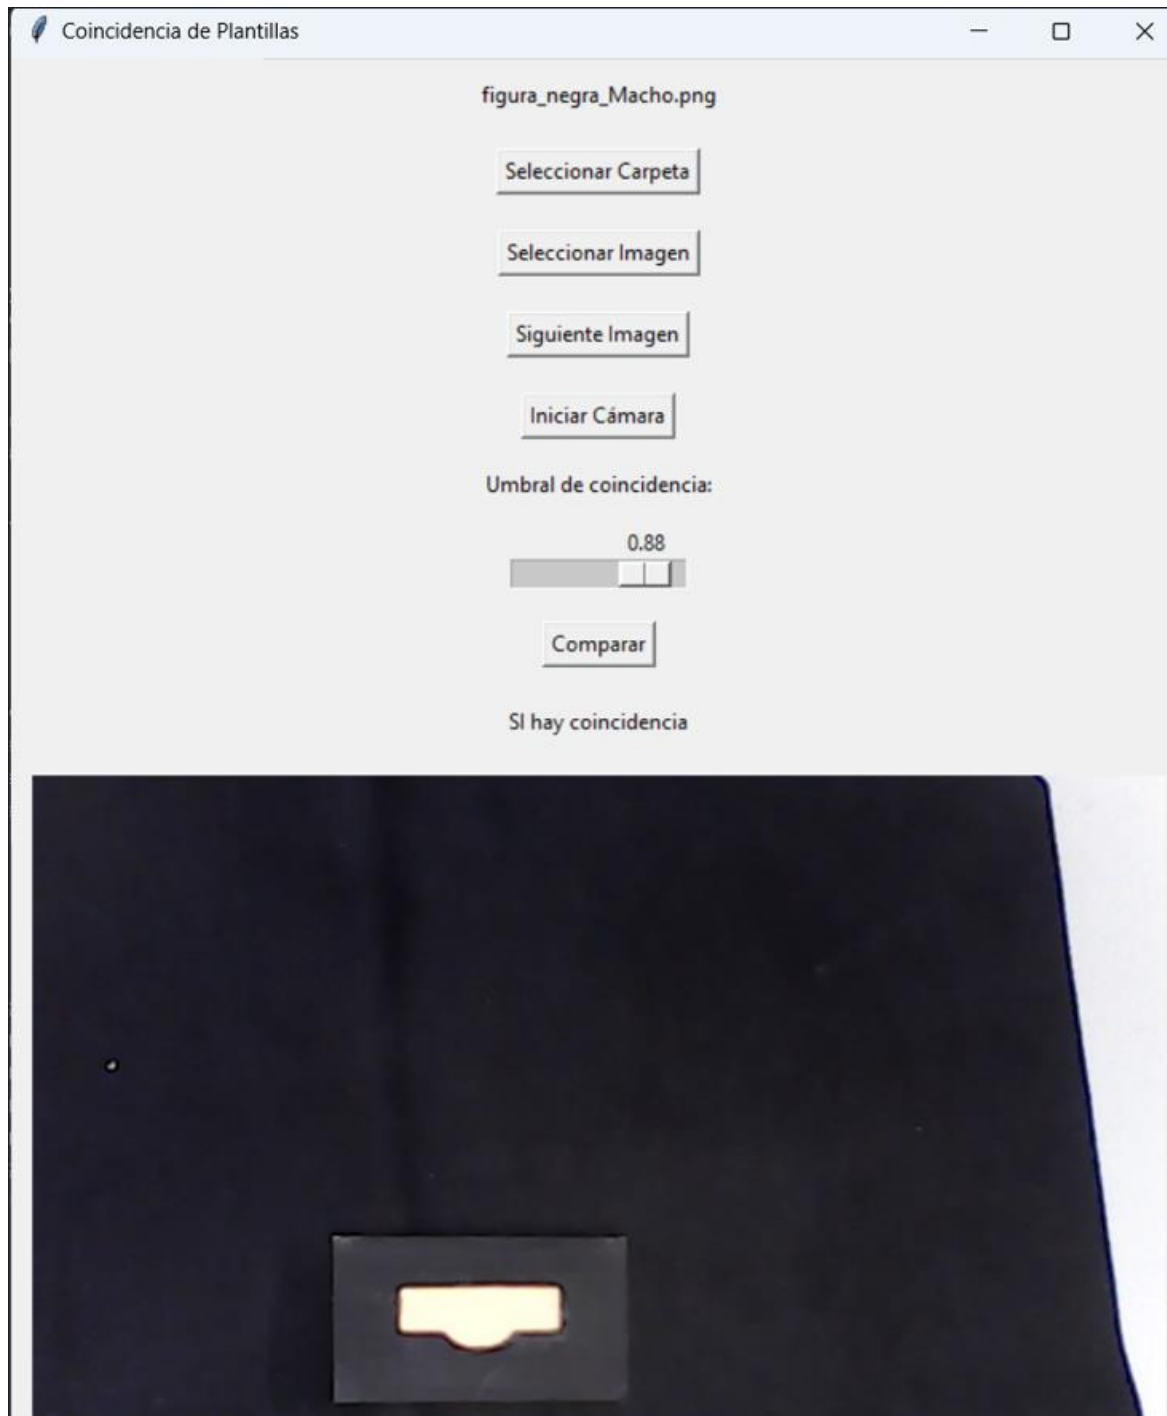 Coincidencia de Plantillas
figura_negra_Macho.png
Seleccionar Carpeta
Seleccionar Imagen
Siguiente Imagen
Iniciar Cámara
Umbral de coincidencia:
0.88
Comparar
SI hay coincidencia